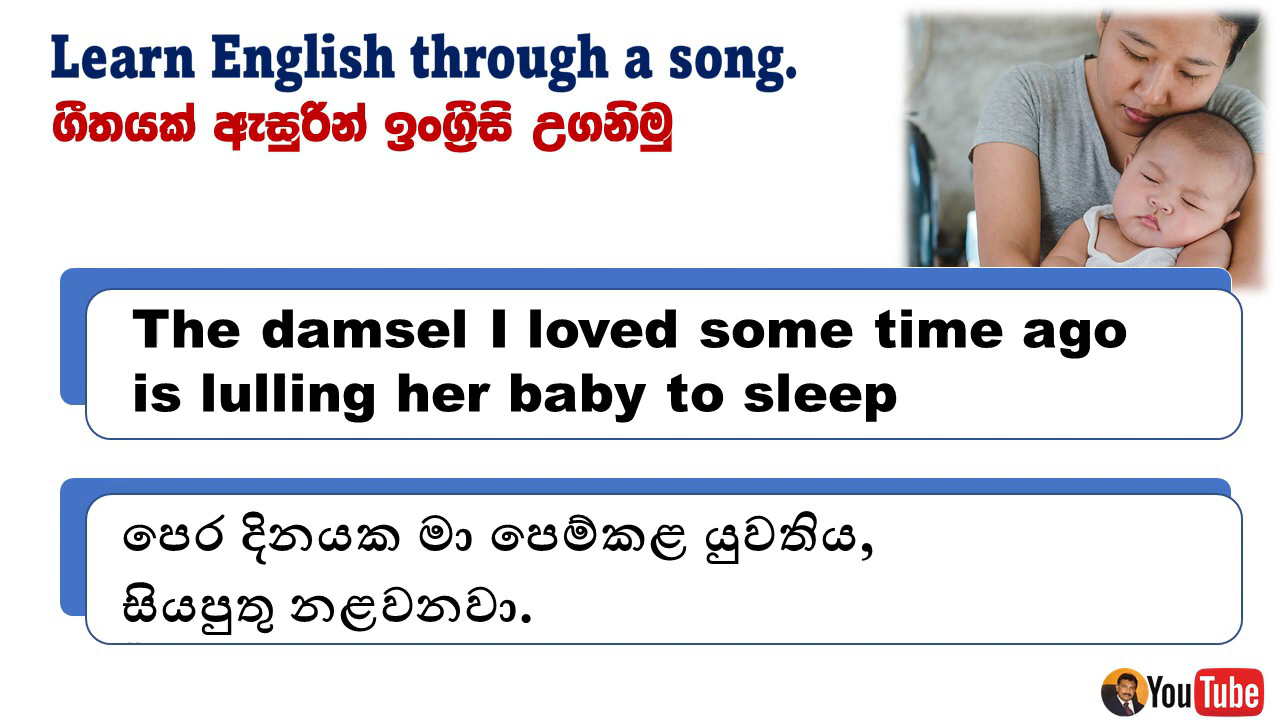 Learn English through a song.
ගීතයක් ඇසුරින් ඉංග්‍රීසි උගනිමු
The damsel I loved some time ago
is lulling her baby to sleep
පෙර දිනයක මා පෙම්කළ යුවතිය,
සියපුතු නළවනවා.
YouTube